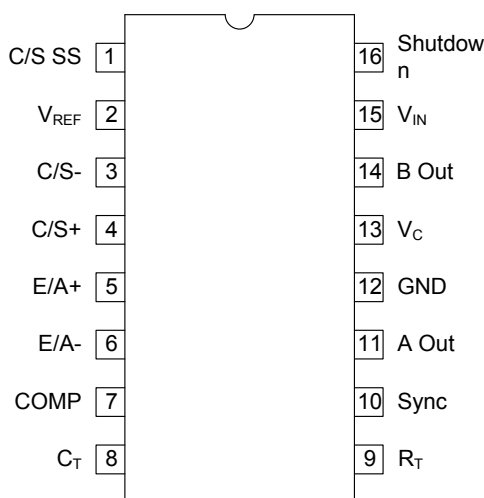 C/S SS 1 16 Shutdow
n
VREF 2 15 VIN
C/S- 3 14 B Out
C/S+ 4 13 VC
E/A+ 5 12 GND
E/A- 6 11 A Out
COMP 7 10 Sync
CT 8 9 RT